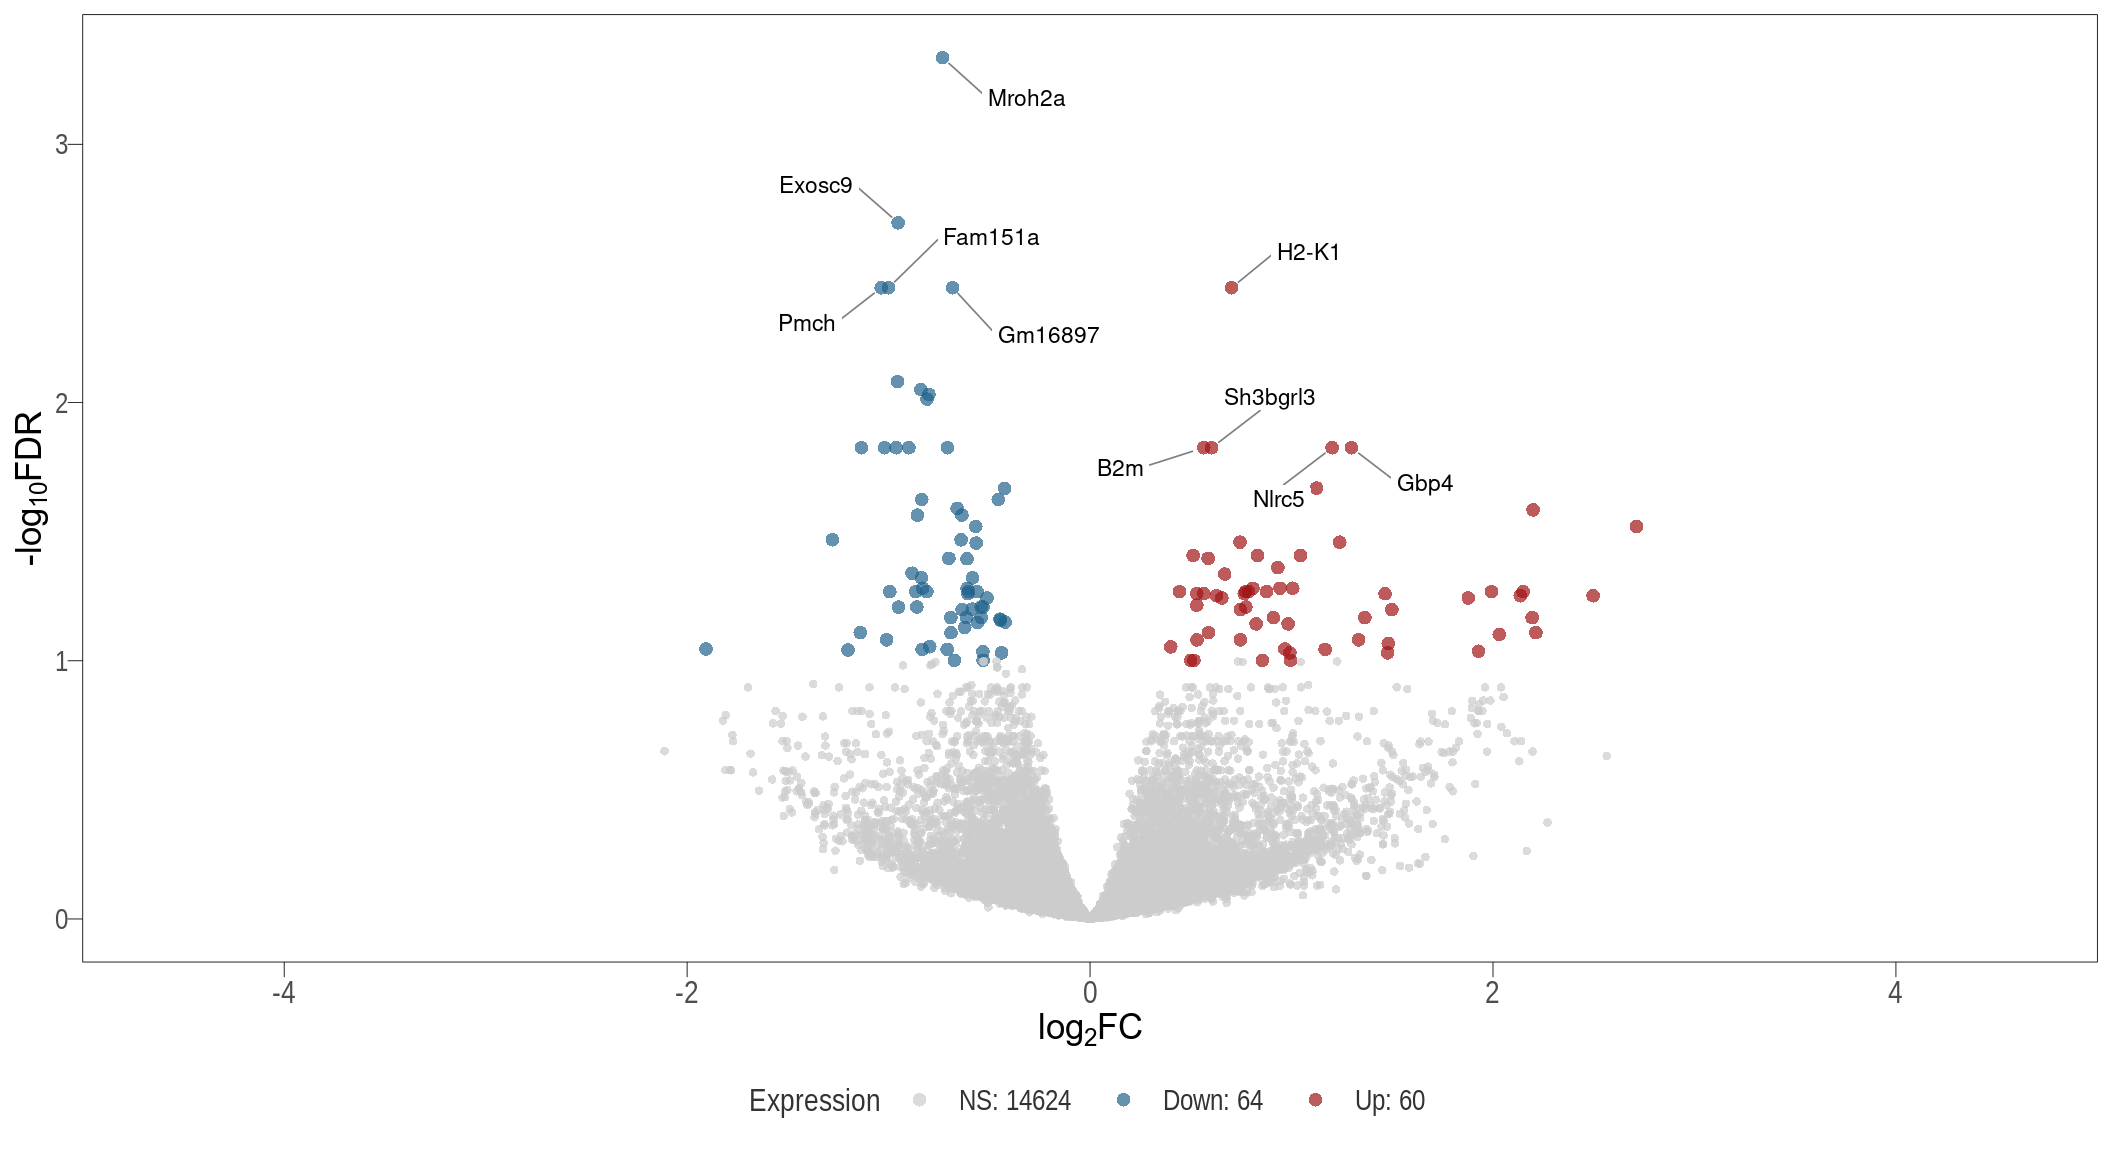 Mroh2a
3
Exosc9
Fam151a
H2-K1
Pmch
Gm16897
2
Sh3bgrl3
B2m
Nlrc5
Gbp4
-log10FDR
1
0
-4
-2
0
2
4
log2FC
Expression NS: 14624 Down: 64 Up: 60